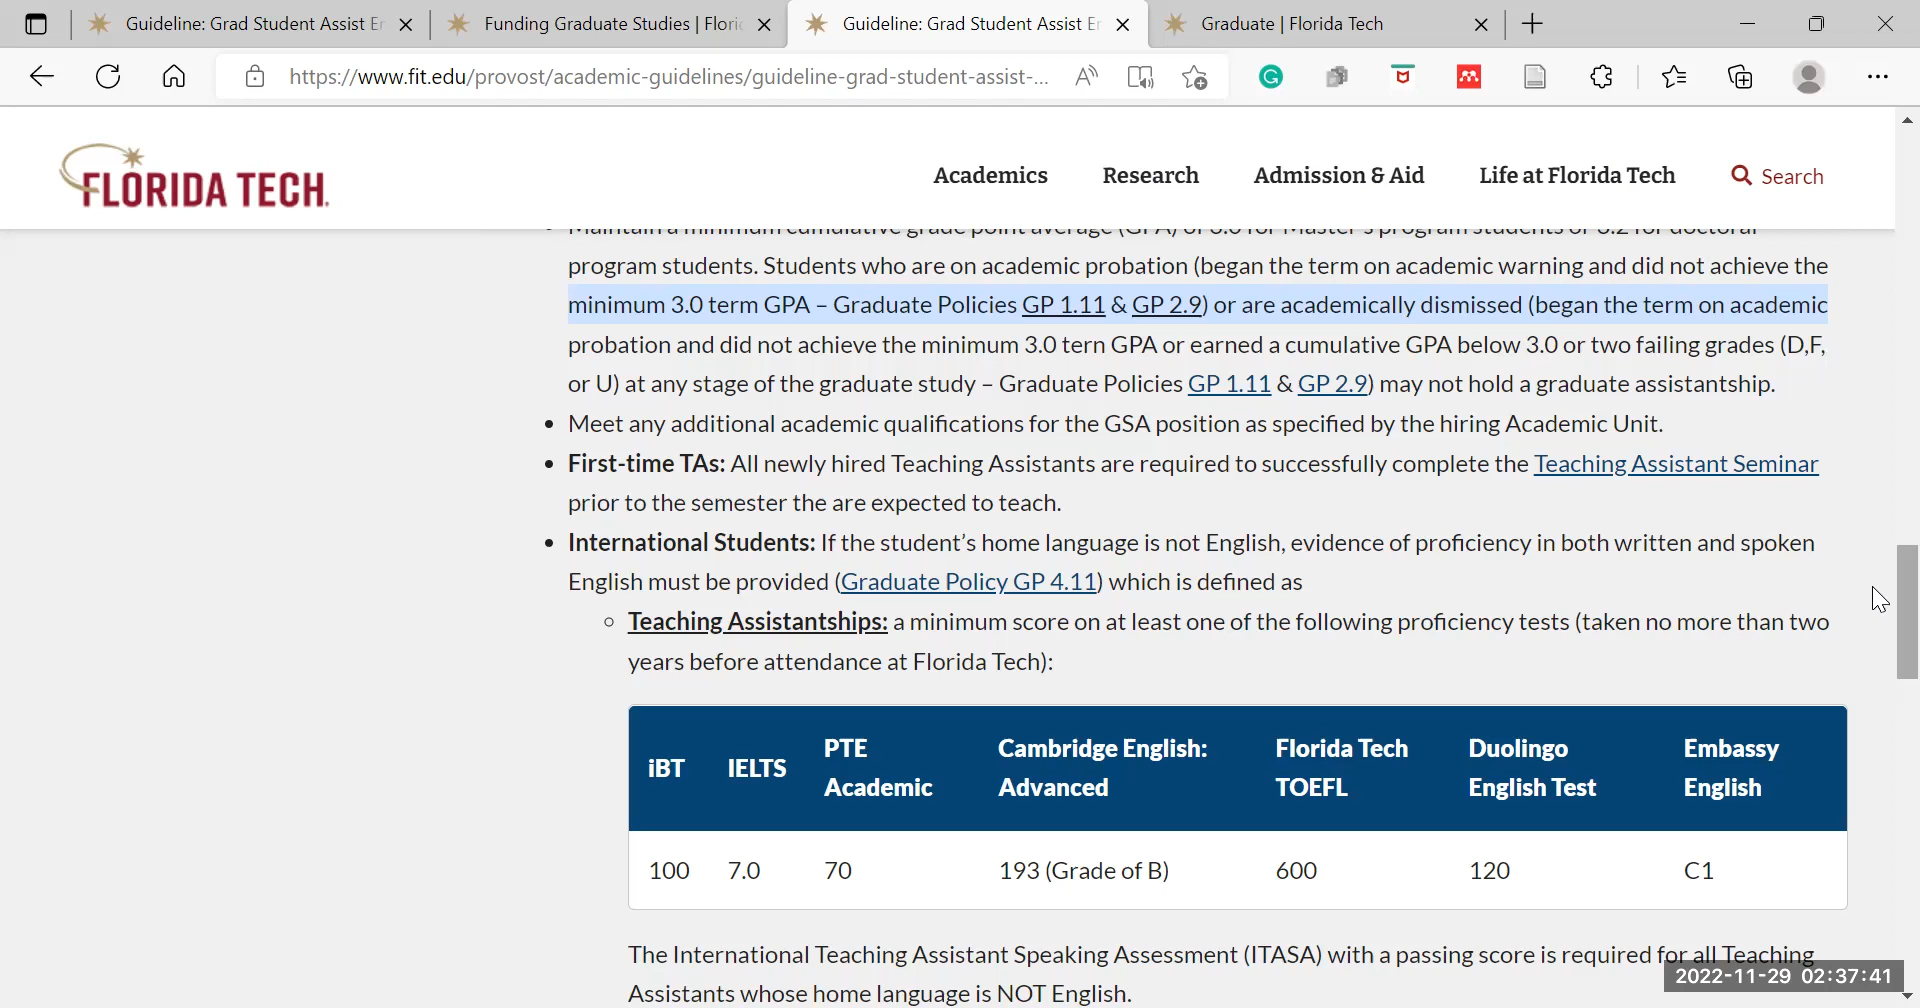 Guideline: Grad Student Assist Er
Funding Graduate Studies | Flori
Guideline: Grad Student Assist Er
Graduate | Florida Tech
https://www.fit.edu/provost/academic-guidelines/guideline-grad-student-assist-...
FLORIDA TECH
Academics
Research
Admission & Aid
Life at Florida Tech
Search
Maintain a minimum cumulative grade point average (GPA) of 3.0 for Master's program students or 3.2 for doctoral
program students. Students who are on academic probation (began the term on academic warning and did not achieve the
minimum 3.0 term GPA – Graduate Policies GP 1.11 & GP 2.9) or are academically dismissed (began the term on academic
probation and did not achieve the minimum 3.0 tern GPA or earned a cumulative GPA below 3.0 or two failing grades (D,F,
or U) at any stage of the graduate study – Graduate Policies GP 1.11 & GP 2.9) may not hold a graduate assistantship.
• Meet any additional academic qualifications for the GSA position as specified by the hiring Academic Unit.
• First-time TAs: All newly hired Teaching Assistants are required to successfully complete the Teaching Assistant Seminar
prior to the semester the are expected to teach.
• International Students: If the student's home language is not English, evidence of proficiency in both written and spoken
English must be provided (Graduate Policy GP 4.11) which is defined as
○ Teaching Assistantships: a minimum score on at least one of the following proficiency tests (taken no more than two
years before attendance at Florida Tech):
iBT
IELTS
PTE
Academic
Cambridge English:
Advanced
Florida Tech
TOEFL
Duolingo
English Test
Embassy
English
100 7.0 70 193 (Grade of B) 600 120 C1
The International Teaching Assistant Speaking Assessment (ITASA) with a passing score is required for all Teaching
Assistants whose home language is NOT English.
2022-11-29 02:37:41